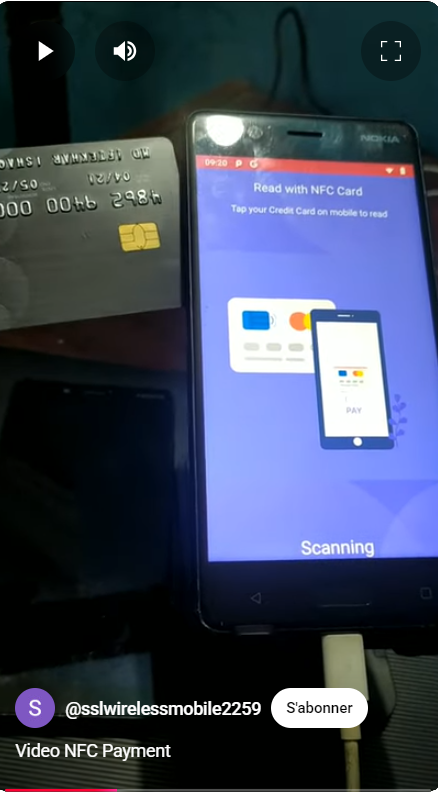 NOKIA
09:20
Read with NFC Card
Tap your Credit Card on mobile to read
PAY
Scanning
S @sslwirelessmobile2259 S'abonner
Video NFC Payment